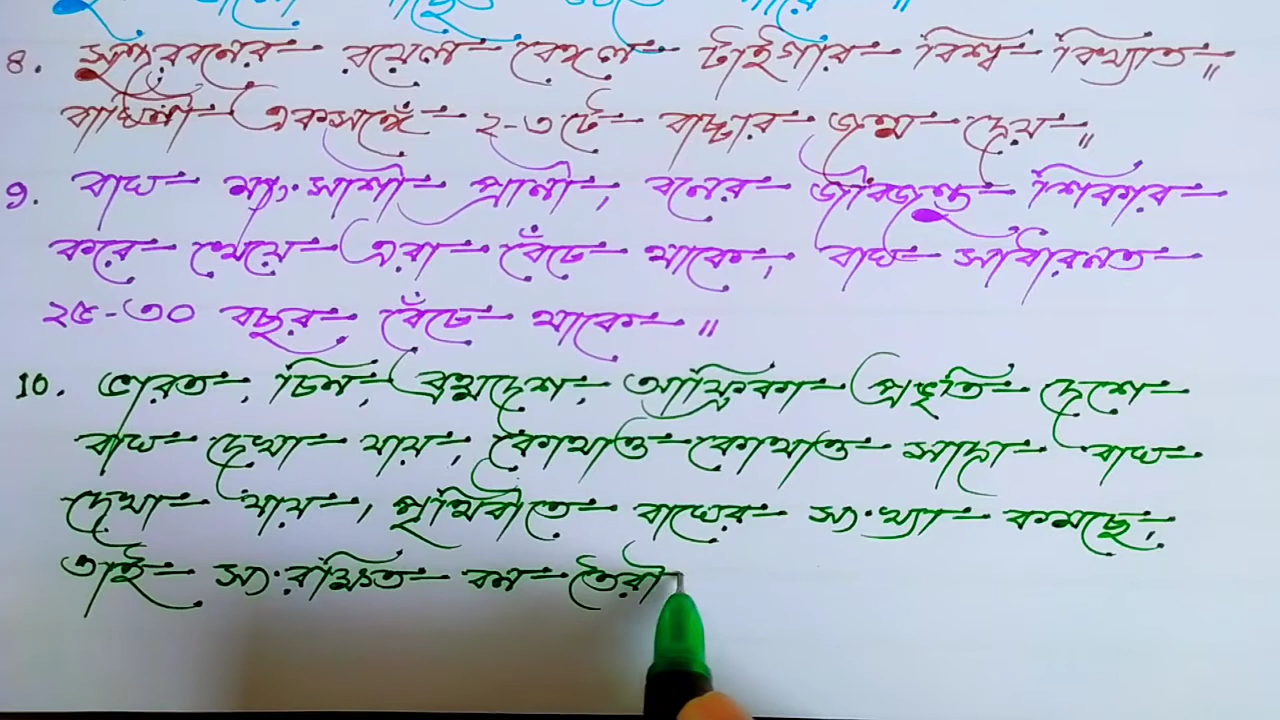 8. সুন্দরবনের রয়েল বেঙ্গল টাইগার বিশ্ব বিখ্যাত॥
বাঘিনী একসঙ্গে ২-৩টে বাচ্চার জন্ম দেয়॥
9. বাঘ মাংসাশী প্রানী, বনের জীবজন্তু শিকার
করে খেয়ে এরা বেঁচে থাকে, বাঘ সাধারনত
২৫-৩০ বছর বেঁচে থাকে॥
10. ভারত, চিন, ব্রহ্মদেশ, আফ্রিকা প্রভৃতি দেশে
বাঘ দেখা যায়, কোথাও কোথাও সাদা বাঘ
দেখা যায়, পৃথিবীতে বাঘের সংখ্যা কমছে,
তাই সংরক্ষিত বন তৈরী